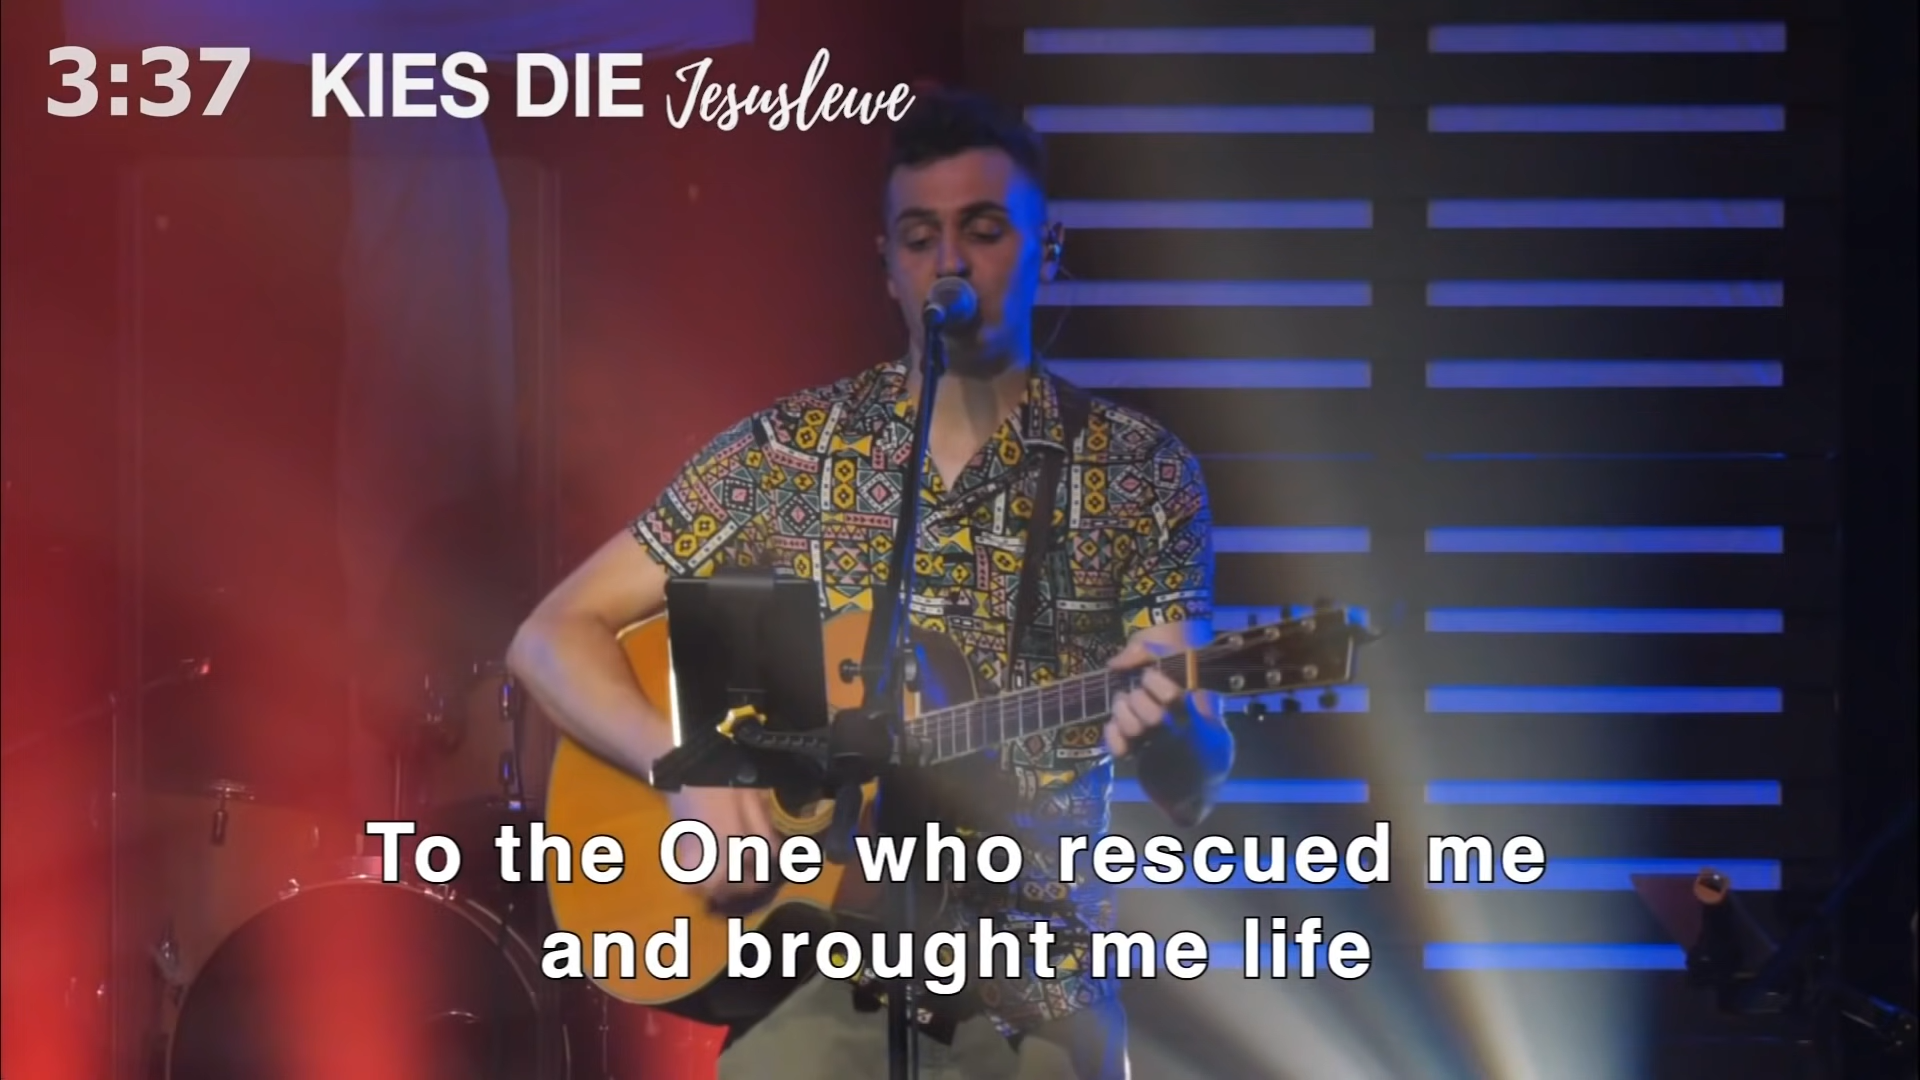 3:37 KIES DIE Jesuslewe
To the One who rescued me
and brought me life